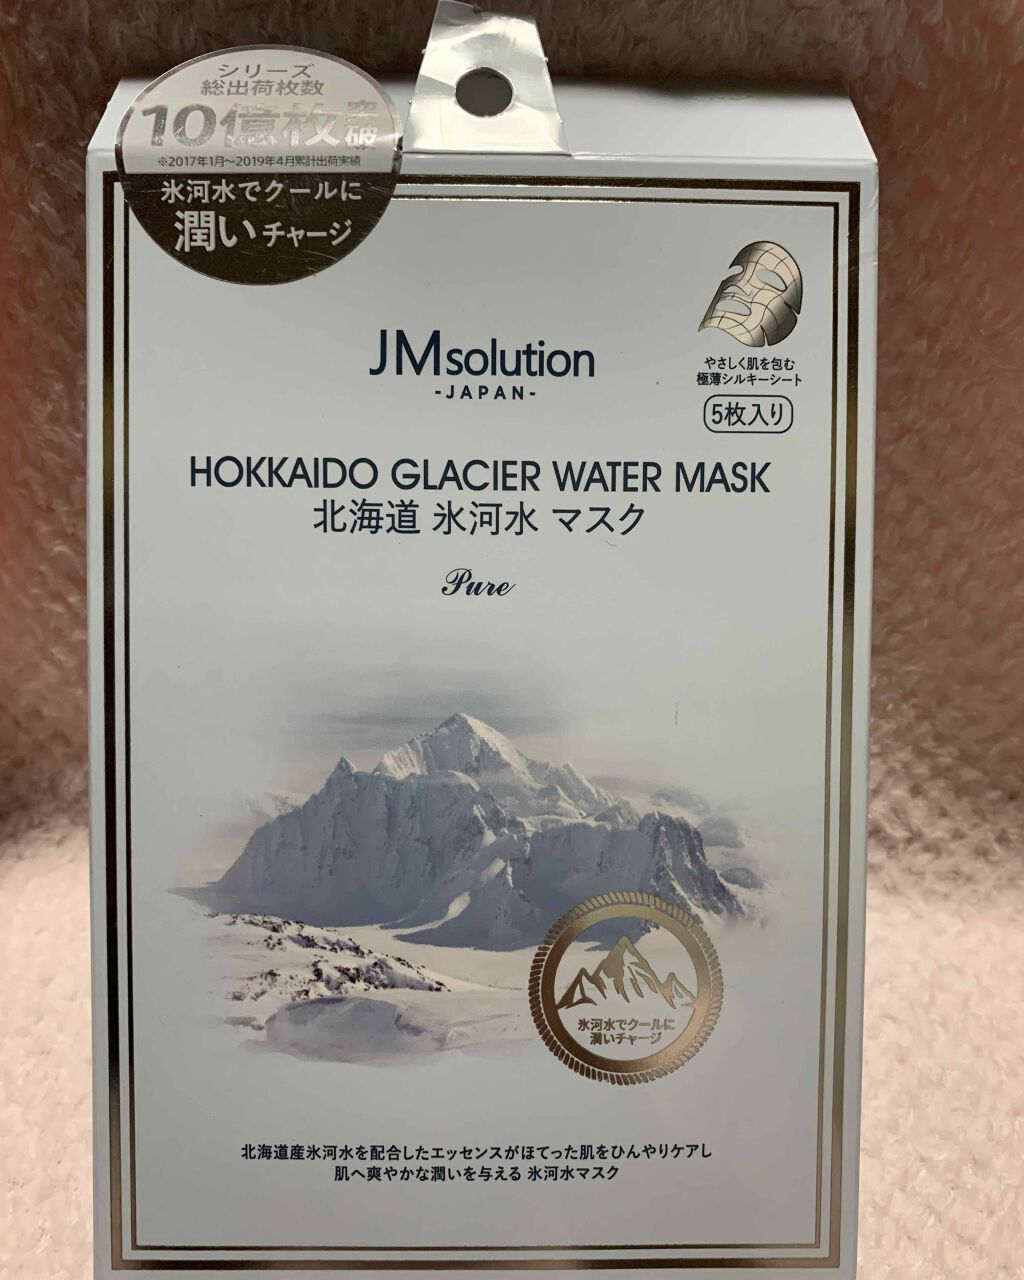 シリーズ
総出荷枚数
10億枚突破
※2017年1月～2019年4月累計出荷実績
氷河水でクールに
潤いチャージ
やさしく肌を包む
極薄シルキーシート
5枚入り
JMsolution
-JAPAN-
HOKKAIDO GLACIER WATER MASK
北海道 氷河水 マスク
Pure
氷河水でクールに
潤いチャージ
北海道産氷河水を配合したエッセンスがほてった肌をひんやりケアし
肌へ爽やかな潤いを与える 氷河水マスク